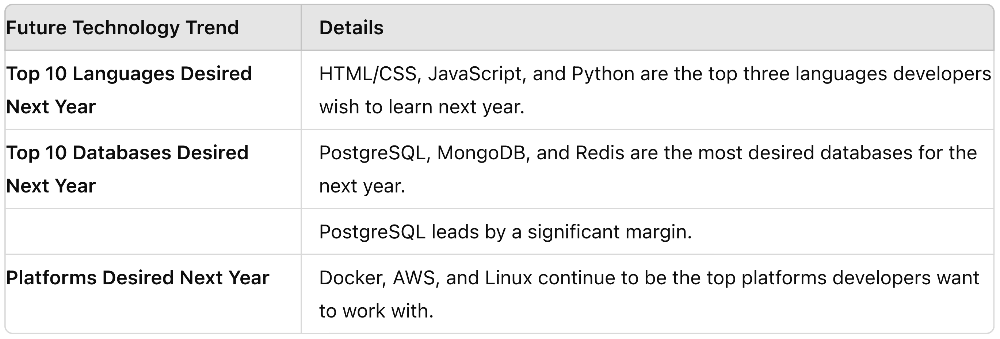 Future Technology Trend
Details
Top 10 Languages Desired
Next Year
HTML/CSS, JavaScript, and Python are the top three languages developers
wish to learn next year.
Top 10 Databases Desired
Next Year
PostgreSQL, MongoDB, and Redis are the most desired databases for the
next year.
PostgreSQL leads by a significant margin.
Platforms Desired Next Year
Docker, AWS, and Linux continue to be the top platforms developers want
to work with.